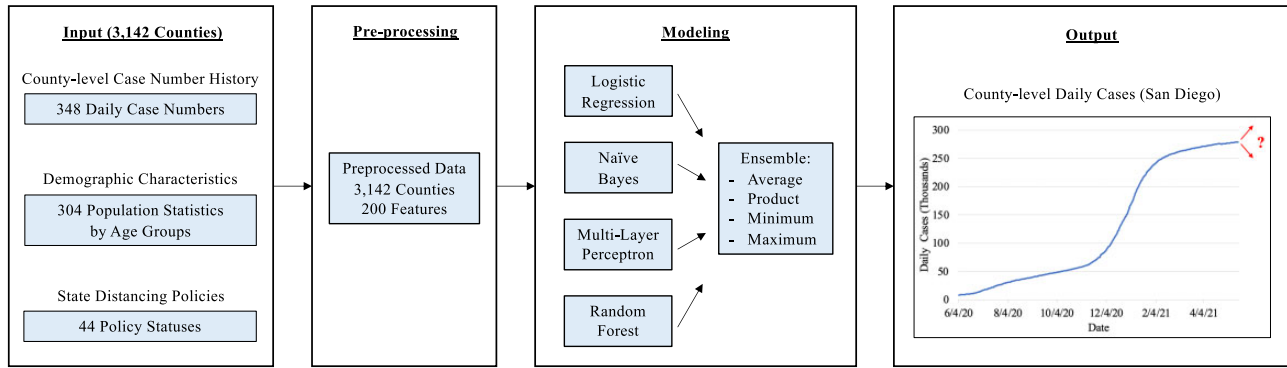 Input (3,142 Counties)
County-level Case Number History
348 Daily Case Numbers
Demographic Characteristics
304 Population Statistics
by Age Groups
State Distancing Policies
44 Policy Statuses
Pre-processing
Preprocessed Data
3,142 Counties
200 Features
Modeling
Logistic
Regression
Naïve
Bayes
Multi-Layer
Perceptron
Random
Forest
Ensemble:
- Average
- Product
- Minimum
- Maximum
Output
County-level Daily Cases (San Diego)
Daily Cases (Thousands)
300
250
200
150
100
50
0
?
6/4/20 8/4/20 10/4/20 12/4/20 2/4/21 4/4/21
Date